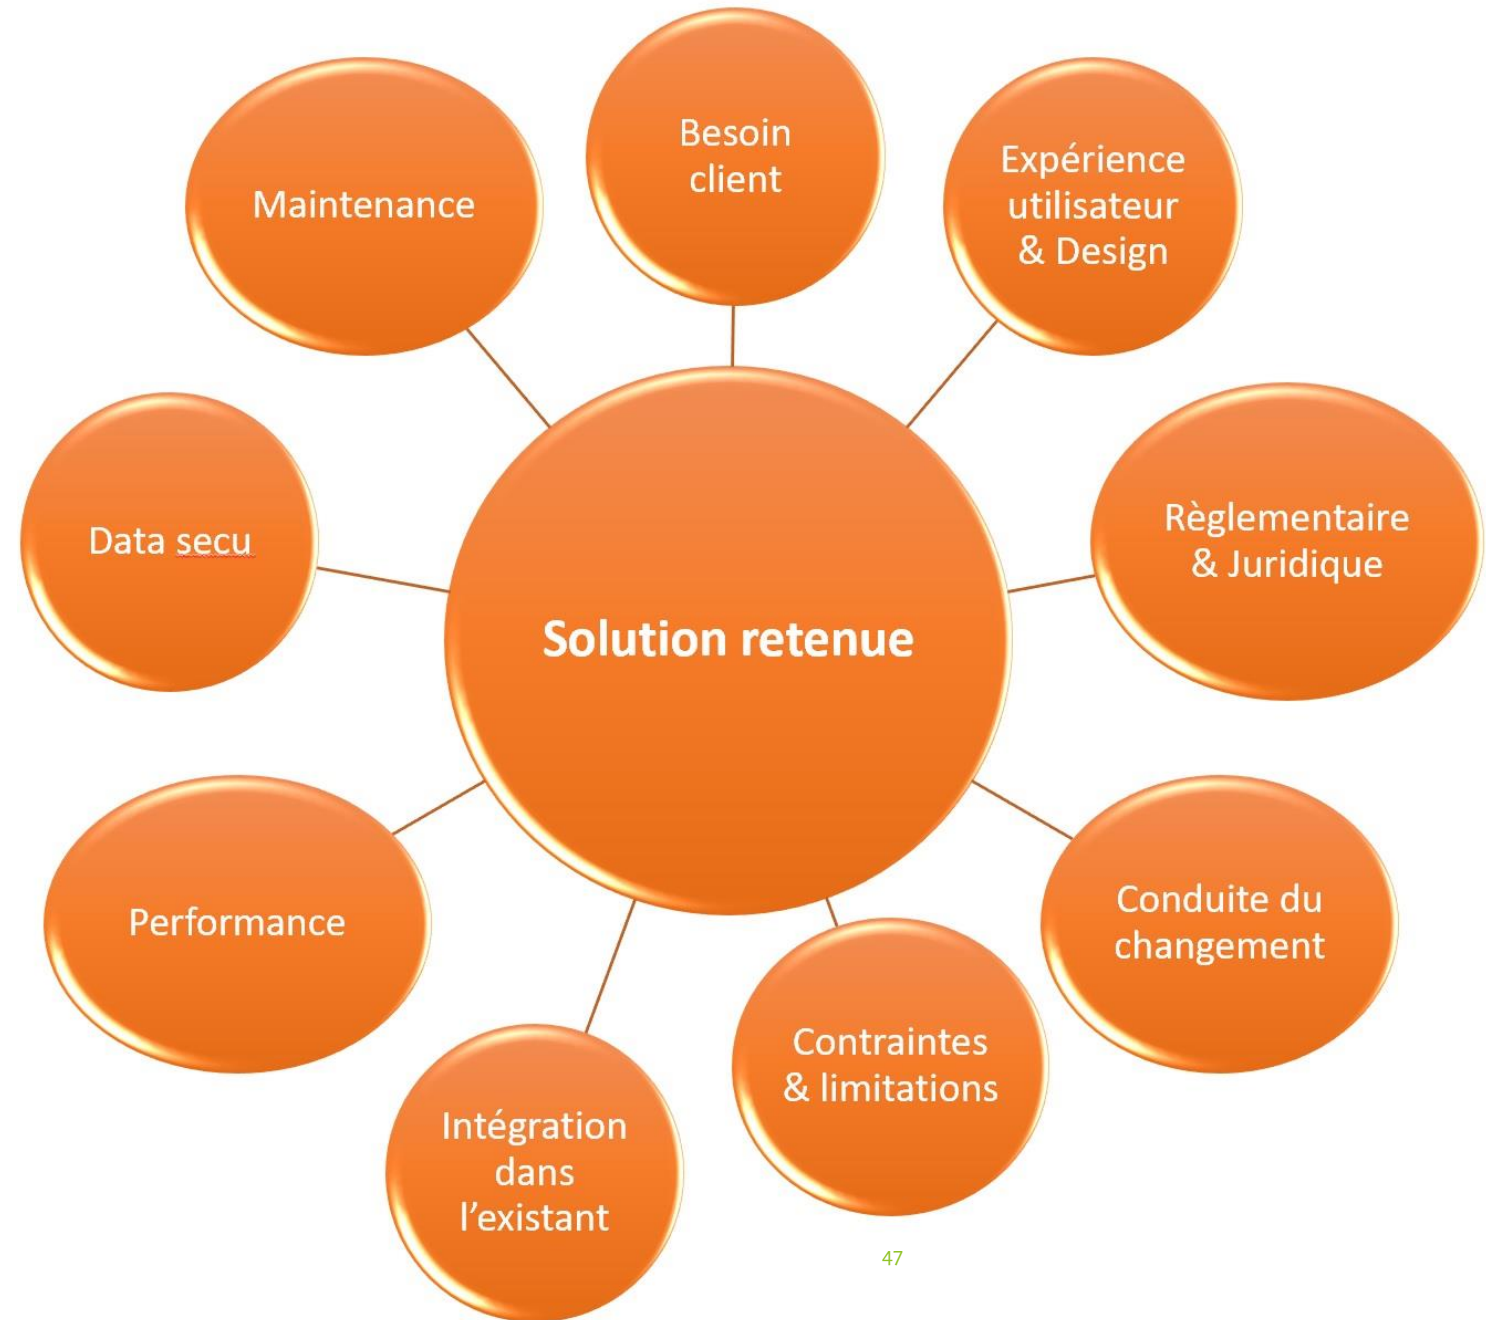 Besoin
client
Expérience
utilisateur
& Design
Règlementaire
& Juridique
Conduite du
changement
Contraintes
& limitations
Intégration
dans
l’existant
Performance
Data secu
Maintenance
Solution retenue
47